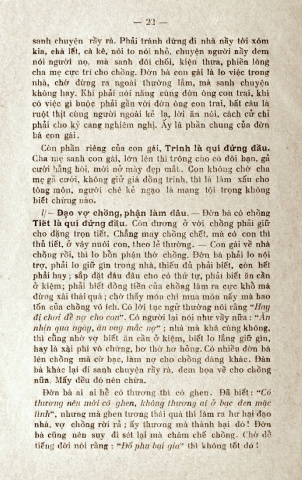 — 23 —
sanh chuyện rầy rà. Phải tránh đừng đi nhà nầy tới xóm
kia, chà lết, cà kê, nói to nói nhỏ, chuyện người nầy đem
nói người nọ, mà sanh đôi chối, kiện thưa, phiền lòng
cha mẹ cực trí cho chồng. Đờn bà con gái là lo việc trong
nhà, chớ đừng ra ngoài thường lắm, mà sanh chuyện
không hay. Khi phải nói năng cùng đờn ông con trai, khi
có việc gì buộc phải gần với đờn ông con trai, bất câu là
ruột thịt cùng người ngoài kẻ lạ, lời ăn nói, cách cử chỉ
phải cho kỷ cang nghiêm nghị. Ấy là phần chung của đờn
bà con gái.
Còn phần riêng của con gái, Trinh là qui đứng đầu.
Cha mẹ sanh con gái, lớn lên thì trông cho có đôi bạn, gả
cưới hẳng hòi, mới nở mày đẹp mắt. Con không chờ cha
mẹ gả cưới, không giữ giá đồng trinh, thì là làm xấu cho
tông môn, người chê kẻ ngạo là mang tội trọng không
biết chừng nào.
1/— Đạo vợ chồng, phận làm dâu. — Đờn bà có chồng
Tiết là qui đứng đầu. Còn đương ở với chồng phải giữ
cho đặng trọn tiết. Chẳng may chồng chết, mà có con thì
thủ tiết, ở vậy nuôi con, theo lẽ thường. — Con gái về nhà
chồng rồi, thì lo bồn phận thờ chồng. Đờn bà phải lo nội
trợ, phải lo giữ gìn trong nhà, thiếu đủ phải biết, còn hết
phải hay; sắp đặt đâu đâu cho có thứ tự, phải biết ăn cần
ở kiệm; phải biết đồng tiền của chồng làm ra cực khổ mà
đừng xài thái quá; chớ thấy món chi mua món nấy mà hao
tốn của chồng vô ích. Có lời tục ngữ thường nói rằng "Hay
đi chơi để nợ cho con". Có người lại nói như vầy nữa: "Ăn
nhịn qua ngày, ăn vay mắc nợ"; nhà mà khá cùng không,
thì cũng nhờ vợ biết ăn cần ở kiệm, biết lo lắng giữ gìn,
hay là xài phí vô chừng, bơ thờ hơ hỏng. Có nhiều đờn bà
lén chồng mà cờ bạc, làm nợ cho chồng đáng khác. Đàn
bà khác lại đi sanh chuyện rầy rà, đem họa về cho chồng
nữa. Mấy đều đó nên chừa.
Đờn bà ai ai hễ có thương thì có ghen. Đã biết: "Có
thương nên mới có ghen, không thương ai ở bạc đen mặc
tình", nhưng mà ghen tương thái quá thì làm ra hư hại đạo
nhà, vợ chồng rời rã; ấy thương mà thành hại đó! Đờn
bà cũng nên suy đi sét lại mà châm chế chồng. Chớ để
tiếng đời nói rằng: "Đố phụ bại gia" thì không tốt đó!